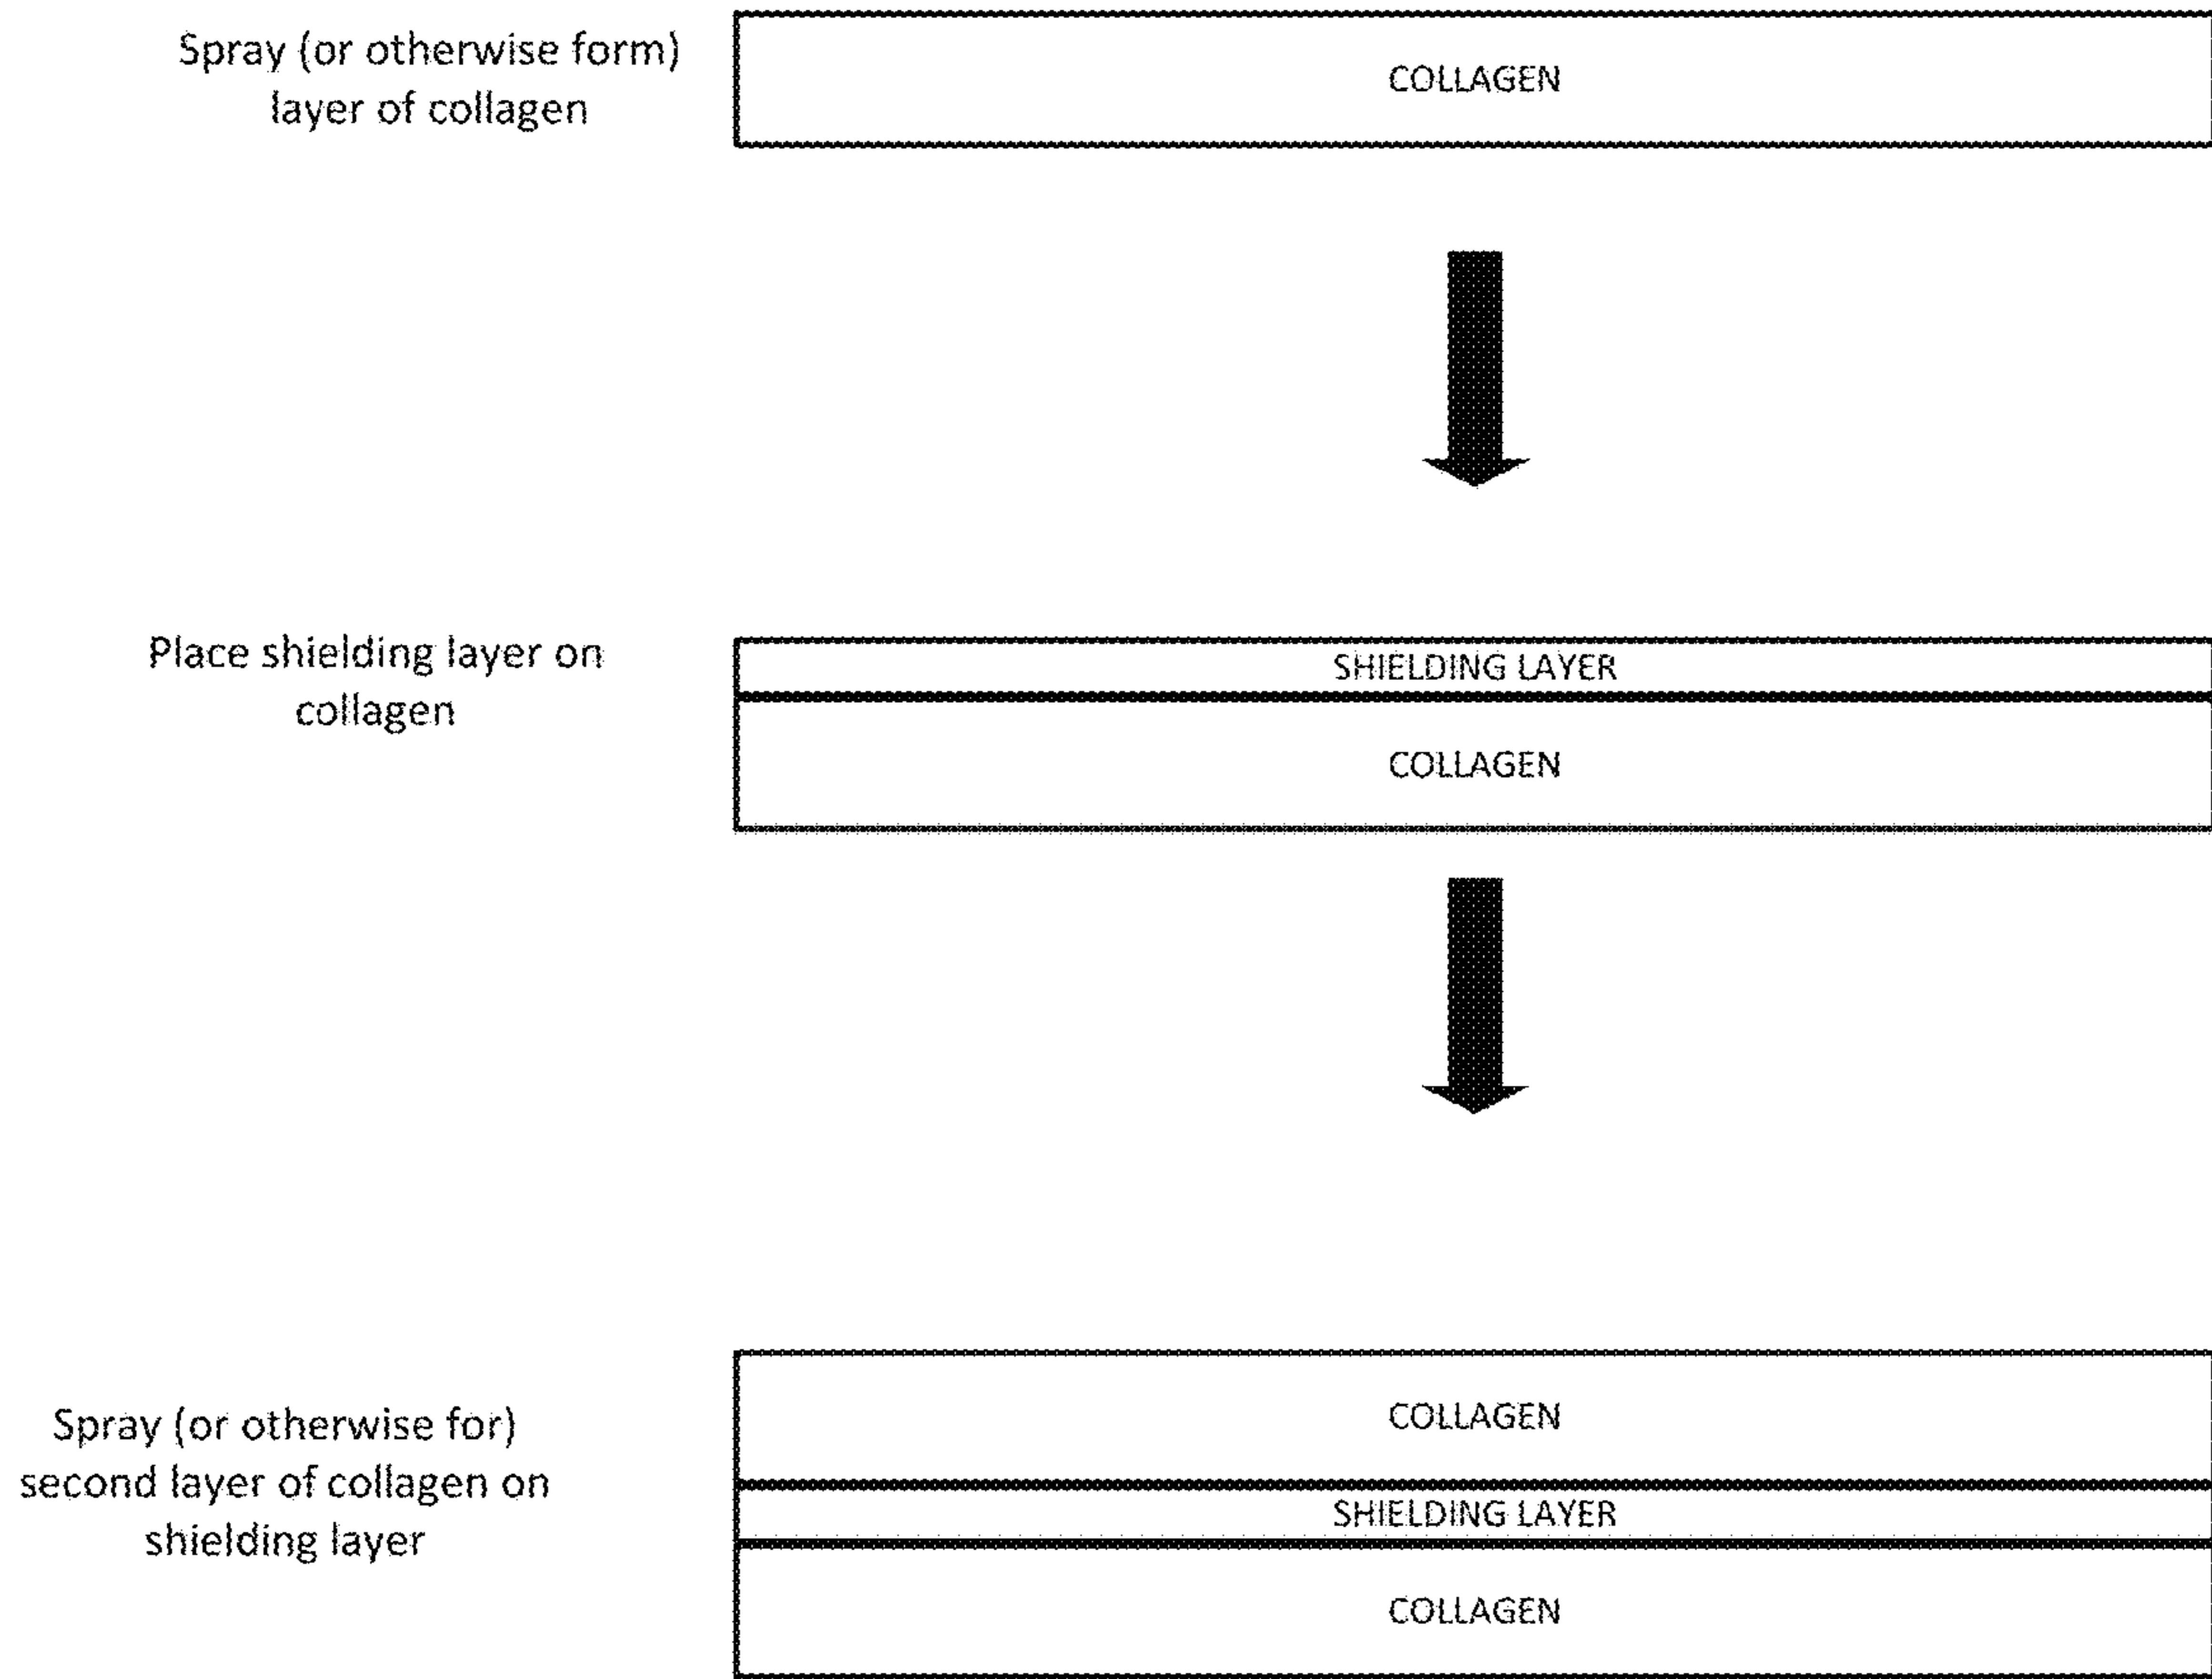 Spray (or otherwise form)
layer of collagen
COLLAGEN
Place shielding layer on
collagen
SHIELDING LAYER
COLLAGEN
Spray (or otherwise for)
second layer of collagen on
shielding layer
COLLAGEN
SHIELDING LAYER
COLLAGEN